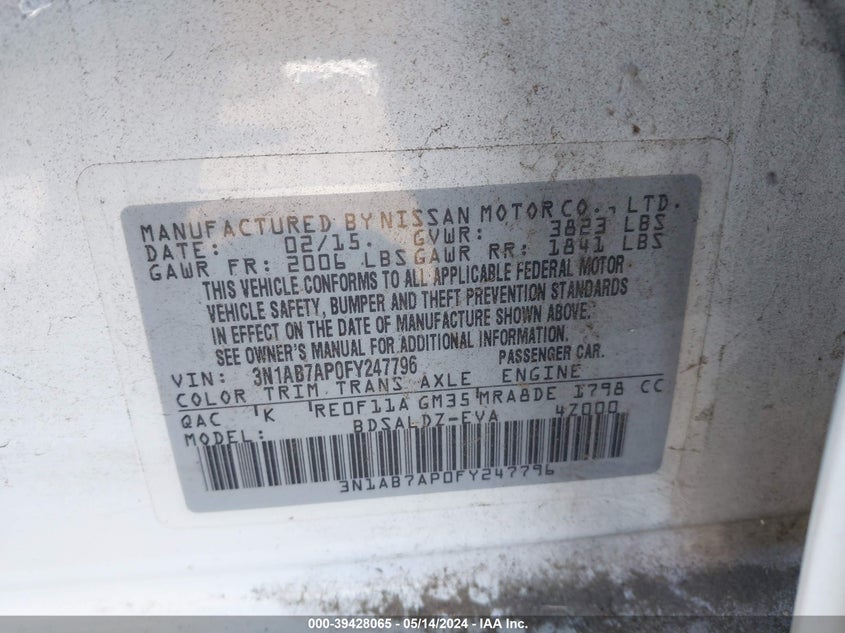 MANUFACTURED BY NISSAN MOTOR CO., LTD.
DATE: 02/15. GVWR: 3823 LBS
GAWR FR: 2006 LBS GAWR RR: 1841 LBS
THIS VEHICLE CONFORMS TO ALL APPLICABLE FEDERAL MOTOR
VEHICLE SAFETY, BUMPER AND THEFT PREVENTION STANDARDS
IN EFFECT ON THE DATE OF MANUFACTURE SHOWN ABOVE.
SEE OWNER'S MANUAL FOR ADDITIONAL INFORMATION.
VIN: 3N1AB7AP0FY247796 PASSENGER CAR.
COLOR TRIM TRANS AXLE ENGINE
QAC K RE0F11A GM35 MRA8DE 1798 CC
MODEL: BDSALDZ-EVA 4Z000
3N1AB7AP0FY247796
000-39428065 - 05/14/2024 - IAA Inc.